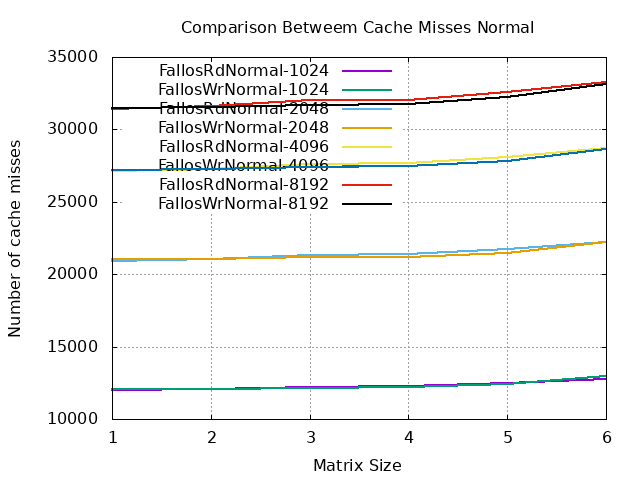 Comparison Betweem Cache Misses Normal
35000
30000
25000
20000
15000
10000
Number of cache misses
FallosRdNormal-1024
FallosWrNormal-1024
FallosRdNormal-2048
FallosWrNormal-2048
FallosRdNormal-4096
FallosWrNormal-4096
FallosRdNormal-8192
FallosWrNormal-8192
1 2 3 4 5 6
Matrix Size